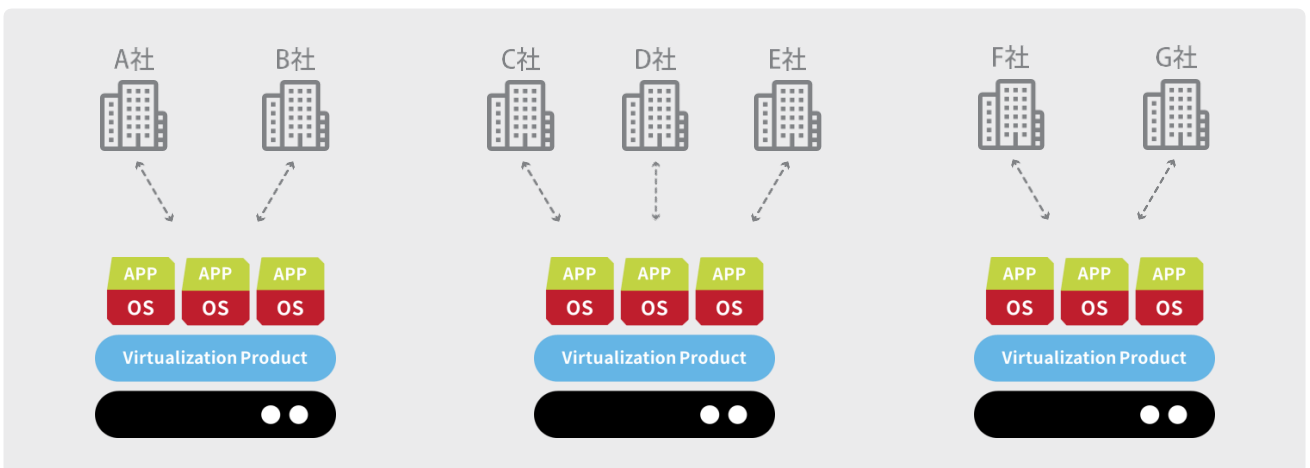 A社 B社 C社 D社 E社 F社 G社
APP APP APP APP APP APP APP APP APP
OS OS OS OS OS OS OS OS OS
Virtualization Product Virtualization Product Virtualization Product